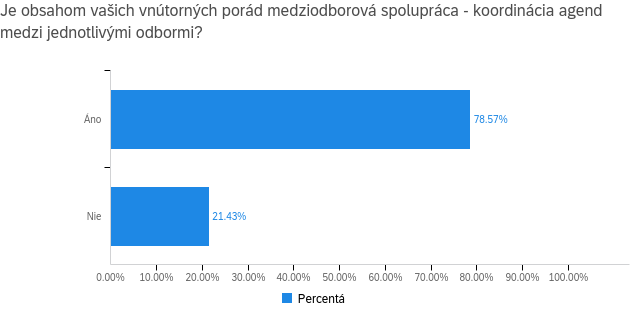 Je obsahom vašich vnútorných porád medziodborová spolupráca - koordinácia agend
medzi jednotlivými odbormi?
Áno
78.57%
Nie
21.43%
0.00% 10.00% 20.00% 30.00% 40.00% 50.00% 60.00% 70.00% 80.00% 90.00% 100.00%
Percentá